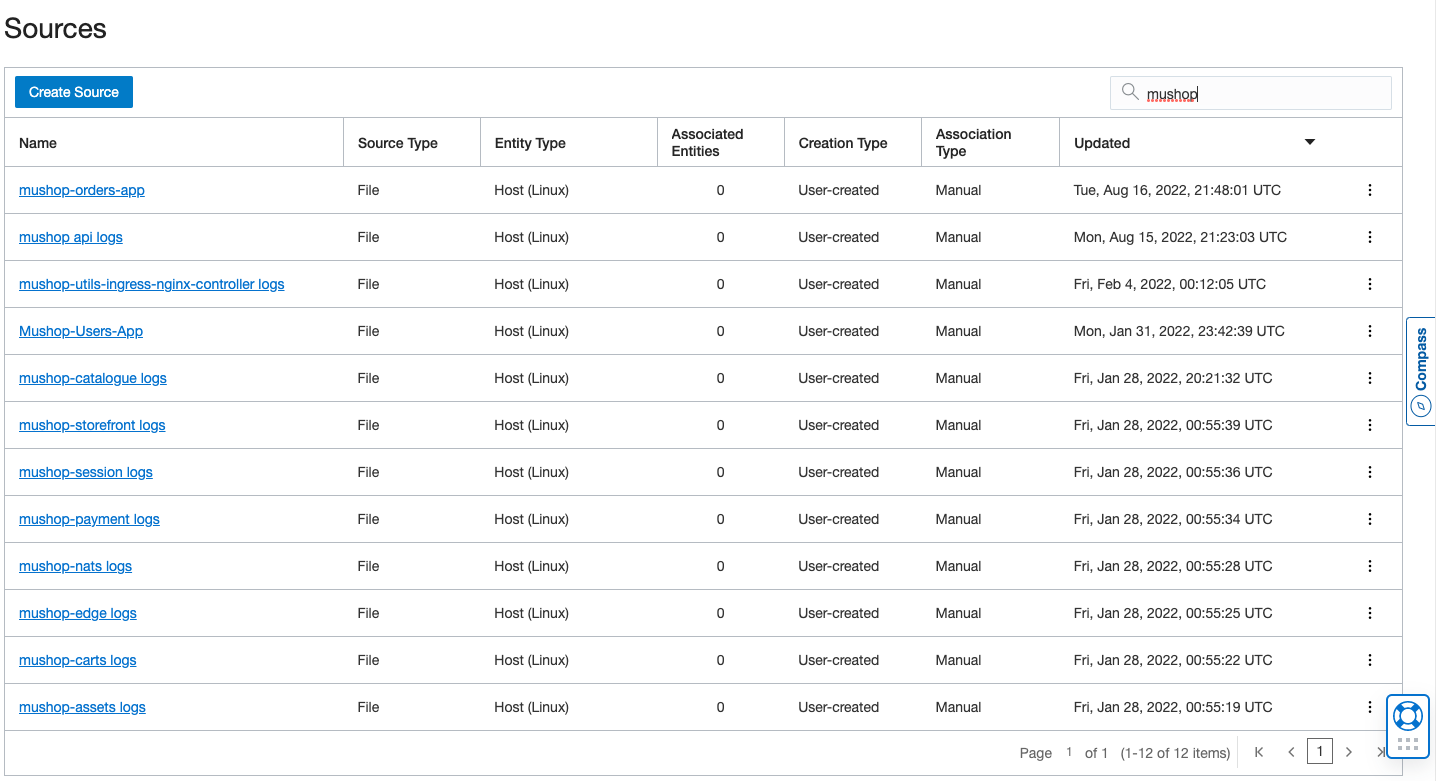 Sources
Create Source
mushop
Name Source Type Entity Type Associated Entities Creation Type Association Type Updated
mushop-orders-app File Host (Linux) 0 User-created Manual Tue, Aug 16, 2022, 21:48:01 UTC
mushop api logs File Host (Linux) 0 User-created Manual Mon, Aug 15, 2022, 21:23:03 UTC
mushop-utils-ingress-nginx-controller logs File Host (Linux) 0 User-created Manual Fri, Feb 4, 2022, 00:12:05 UTC
Mushop-Users-App File Host (Linux) 0 User-created Manual Mon, Jan 31, 2022, 23:42:39 UTC
mushop-catalogue logs File Host (Linux) 0 User-created Manual Fri, Jan 28, 2022, 20:21:32 UTC
mushop-storefront logs File Host (Linux) 0 User-created Manual Fri, Jan 28, 2022, 00:55:39 UTC
mushop-session logs File Host (Linux) 0 User-created Manual Fri, Jan 28, 2022, 00:55:36 UTC
mushop-payment logs File Host (Linux) 0 User-created Manual Fri, Jan 28, 2022, 00:55:34 UTC
mushop-nats logs File Host (Linux) 0 User-created Manual Fri, Jan 28, 2022, 00:55:28 UTC
mushop-edge logs File Host (Linux) 0 User-created Manual Fri, Jan 28, 2022, 00:55:25 UTC
mushop-carts logs File Host (Linux) 0 User-created Manual Fri, Jan 28, 2022, 00:55:22 UTC
mushop-assets logs File Host (Linux) 0 User-created Manual Fri, Jan 28, 2022, 00:55:19 UTC
Page 1 of 1 (1-12 of 12 items) 1
Compass